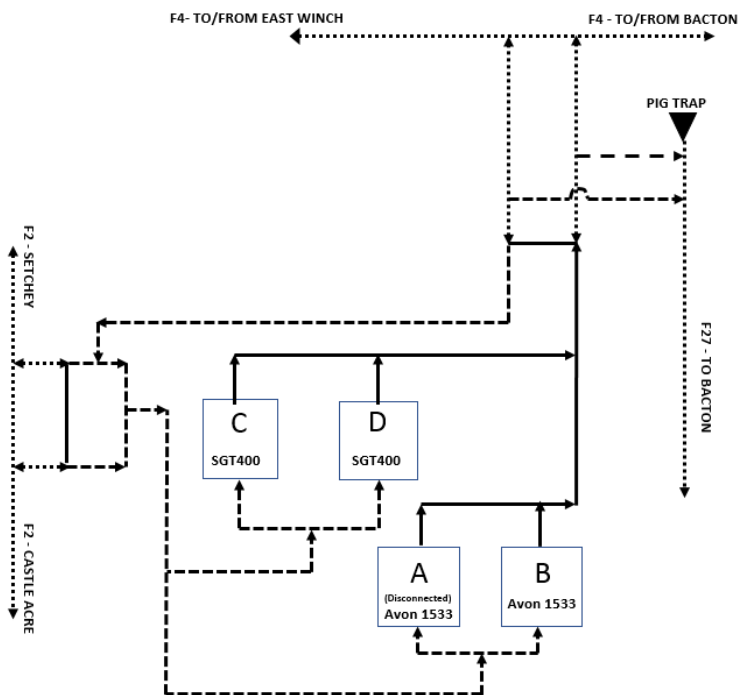 F4- TO/FROM EAST WINCH
F4 - TO/FROM BACTON
PIG TRAP
F2 - SETCHEY
F27 - TO BACTON
C
SGT400
D
SGT400
F2 - CASTLE ACRE
A
(Disconnected)
Avon 1533
B
Avon 1533